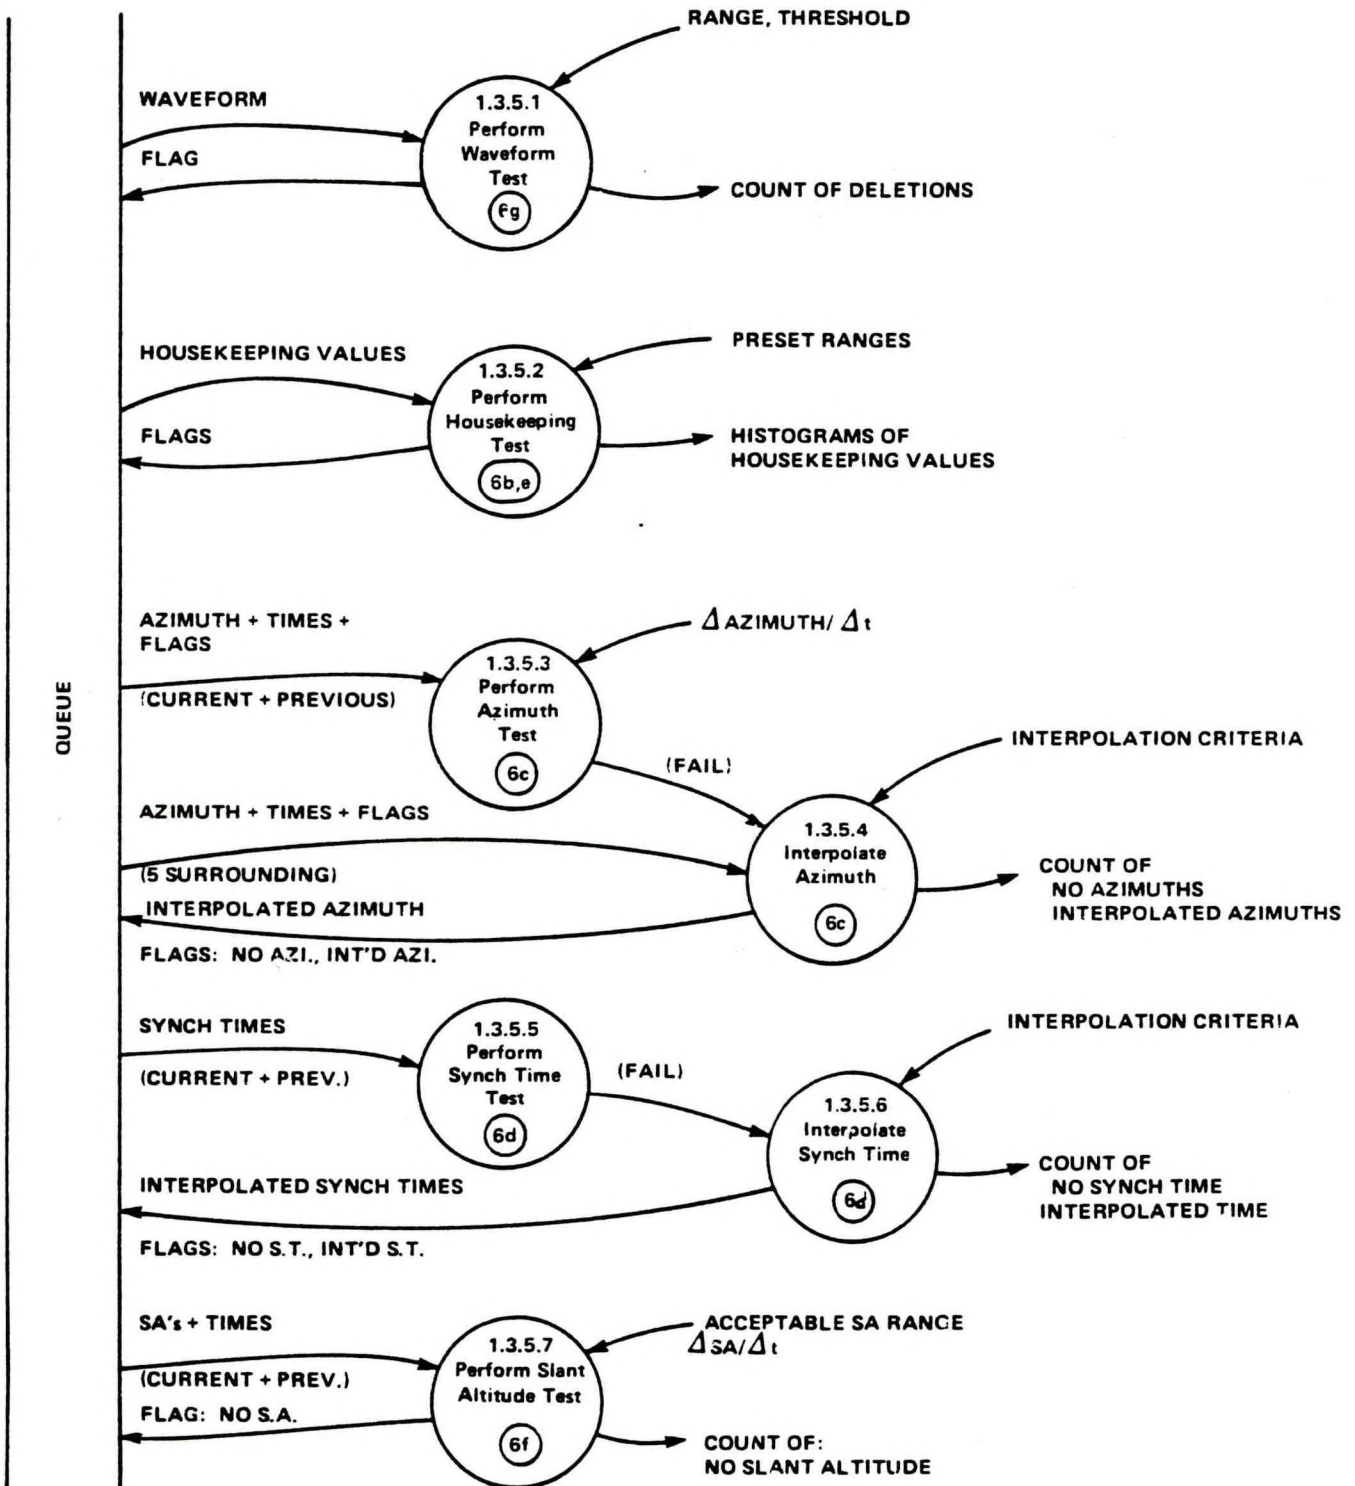 RANGE, THRESHOLD
WAVEFORM
FLAG
1.3.5.1
Perform
Waveform
Test
6g
COUNT OF DELETIONS
HOUSEKEEPING VALUES
FLAGS
1.3.5.2
Perform
Housekeeping
Test
6b,e
PRESET RANGES
HISTOGRAMS OF
HOUSEKEEPING VALUES
QUEUE
AZIMUTH + TIMES +
FLAGS
(CURRENT + PREVIOUS)
1.3.5.3
Perform
Azimuth
Test
6c
Δ AZIMUTH/ Δ t
(FAIL)
INTERPOLATION CRITERIA
AZIMUTH + TIMES + FLAGS
(5 SURROUNDING)
INTERPOLATED AZIMUTH
FLAGS: NO AZI., INT'D AZI.
1.3.5.4
Interpolate
Azimuth
6c
COUNT OF
NO AZIMUTHS
INTERPOLATED AZIMUTHS
SYNCH TIMES
(CURRENT + PREV.)
1.3.5.5
Perform
Synch Time
Test
6d
(FAIL)
INTERPOLATION CRITERIA
1.3.5.6
Interpolate
Synch Time
6d
COUNT OF
NO SYNCH TIME
INTERPOLATED TIME
INTERPOLATED SYNCH TIMES
FLAGS: NO S.T., INT'D S.T.
SA's + TIMES
(CURRENT + PREV.)
FLAG: NO S.A.
1.3.5.7
Perform Slant
Altitude Test
6f
ACCEPTABLE SA RANGE
Δ SA/Δ t
COUNT OF:
NO SLANT ALTITUDE